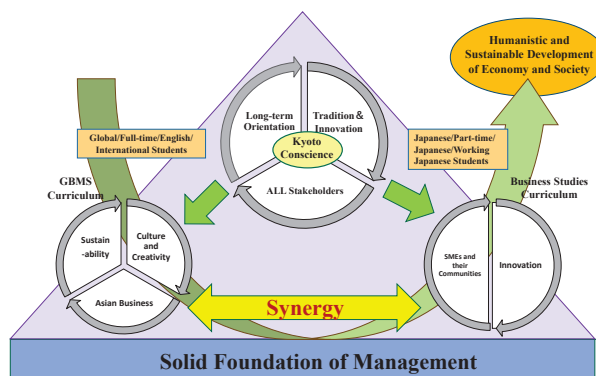 Humanistic and
Sustainable Development
of Economy and Society
Long-term
Orientation
Tradition＆
Innovation
Kyoto
Conscience
ALL Stakeholders
Global/Full-time/English/
International Students
Japanese/Part-time/
Japanese/Working
Japanese Students
GBMS
Curriculum
Business Studies
Curriculum
Sustain
-ability
Culture
and
Creativity
Asian Business
SMEs and
their
Communities
Innovation
Synergy
Solid Foundation of Management